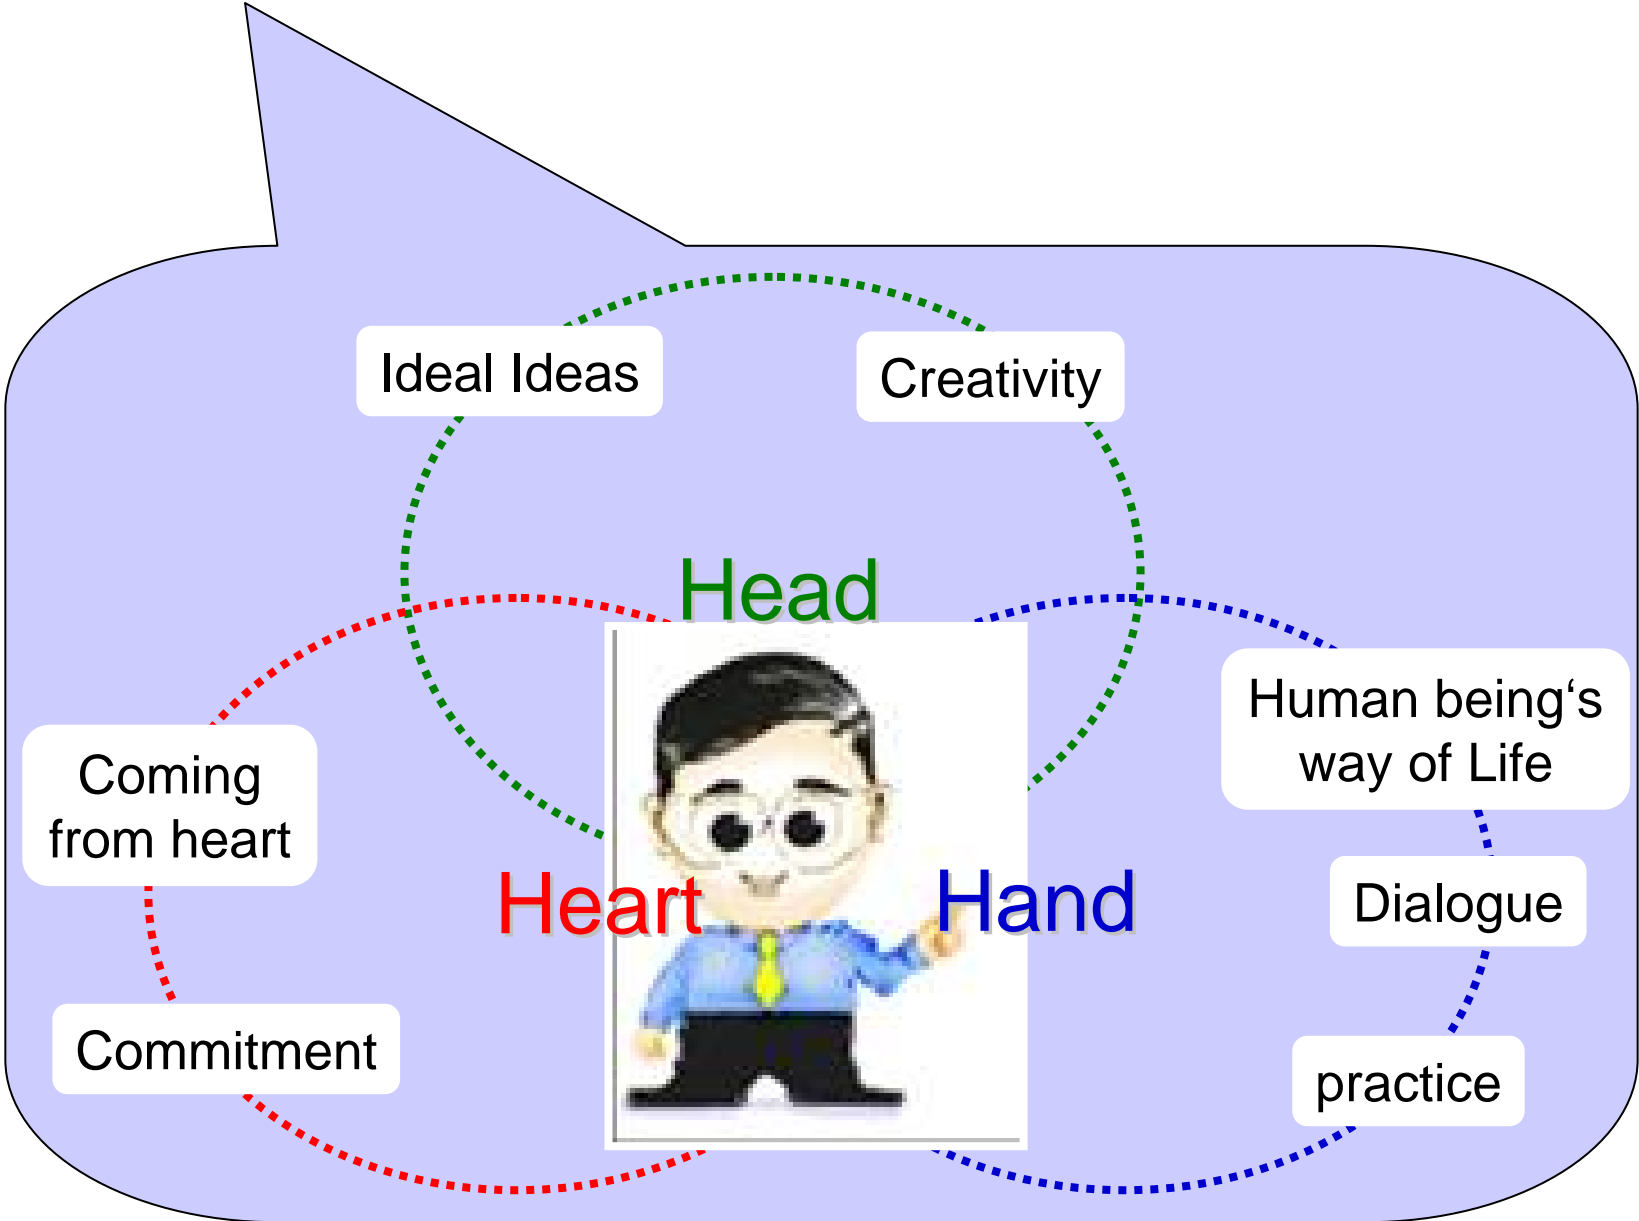 Ideal Ideas
Creativity
Head
Human being‘s
way of Life
Coming
from heart
Heart
Hand
Dialogue
Commitment
practice